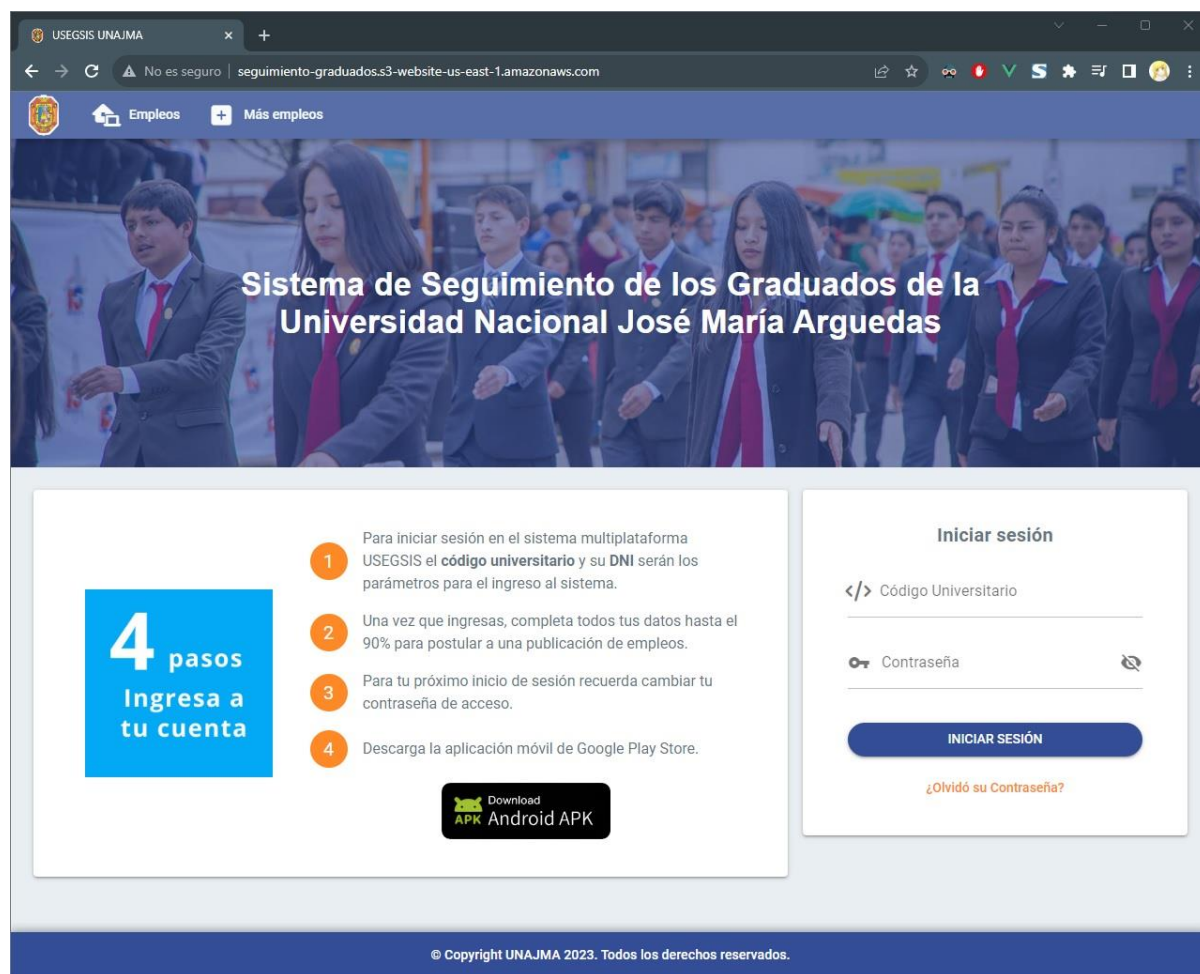 USEGSIS UNAJMA
No es seguro | seguimiento-graduados.s3-website-us-east-1.amazonaws.com
Empleos
Más empleos
Sistema de Seguimiento de los Graduados de la
Universidad Nacional José María Arguedas
4 pasos
Ingresa a
tu cuenta
1
Para iniciar sesión en el sistema multiplataforma
USEGSIS el código universitario y su DNI serán los
parámetros para el ingreso al sistema.
2
Una vez que ingresas, completa todos tus datos hasta el
90% para postular a una publicación de empleos.
3
Para tu próximo inicio de sesión recuerda cambiar tu
contraseña de acceso.
4
Descarga la aplicación móvil de Google Play Store.
Download
APK Android APK
Iniciar sesión
Código Universitario
Contraseña
INICIAR SESIÓN
¿Olvidó su Contraseña?
© Copyright UNAJMA 2023. Todos los derechos reservados.